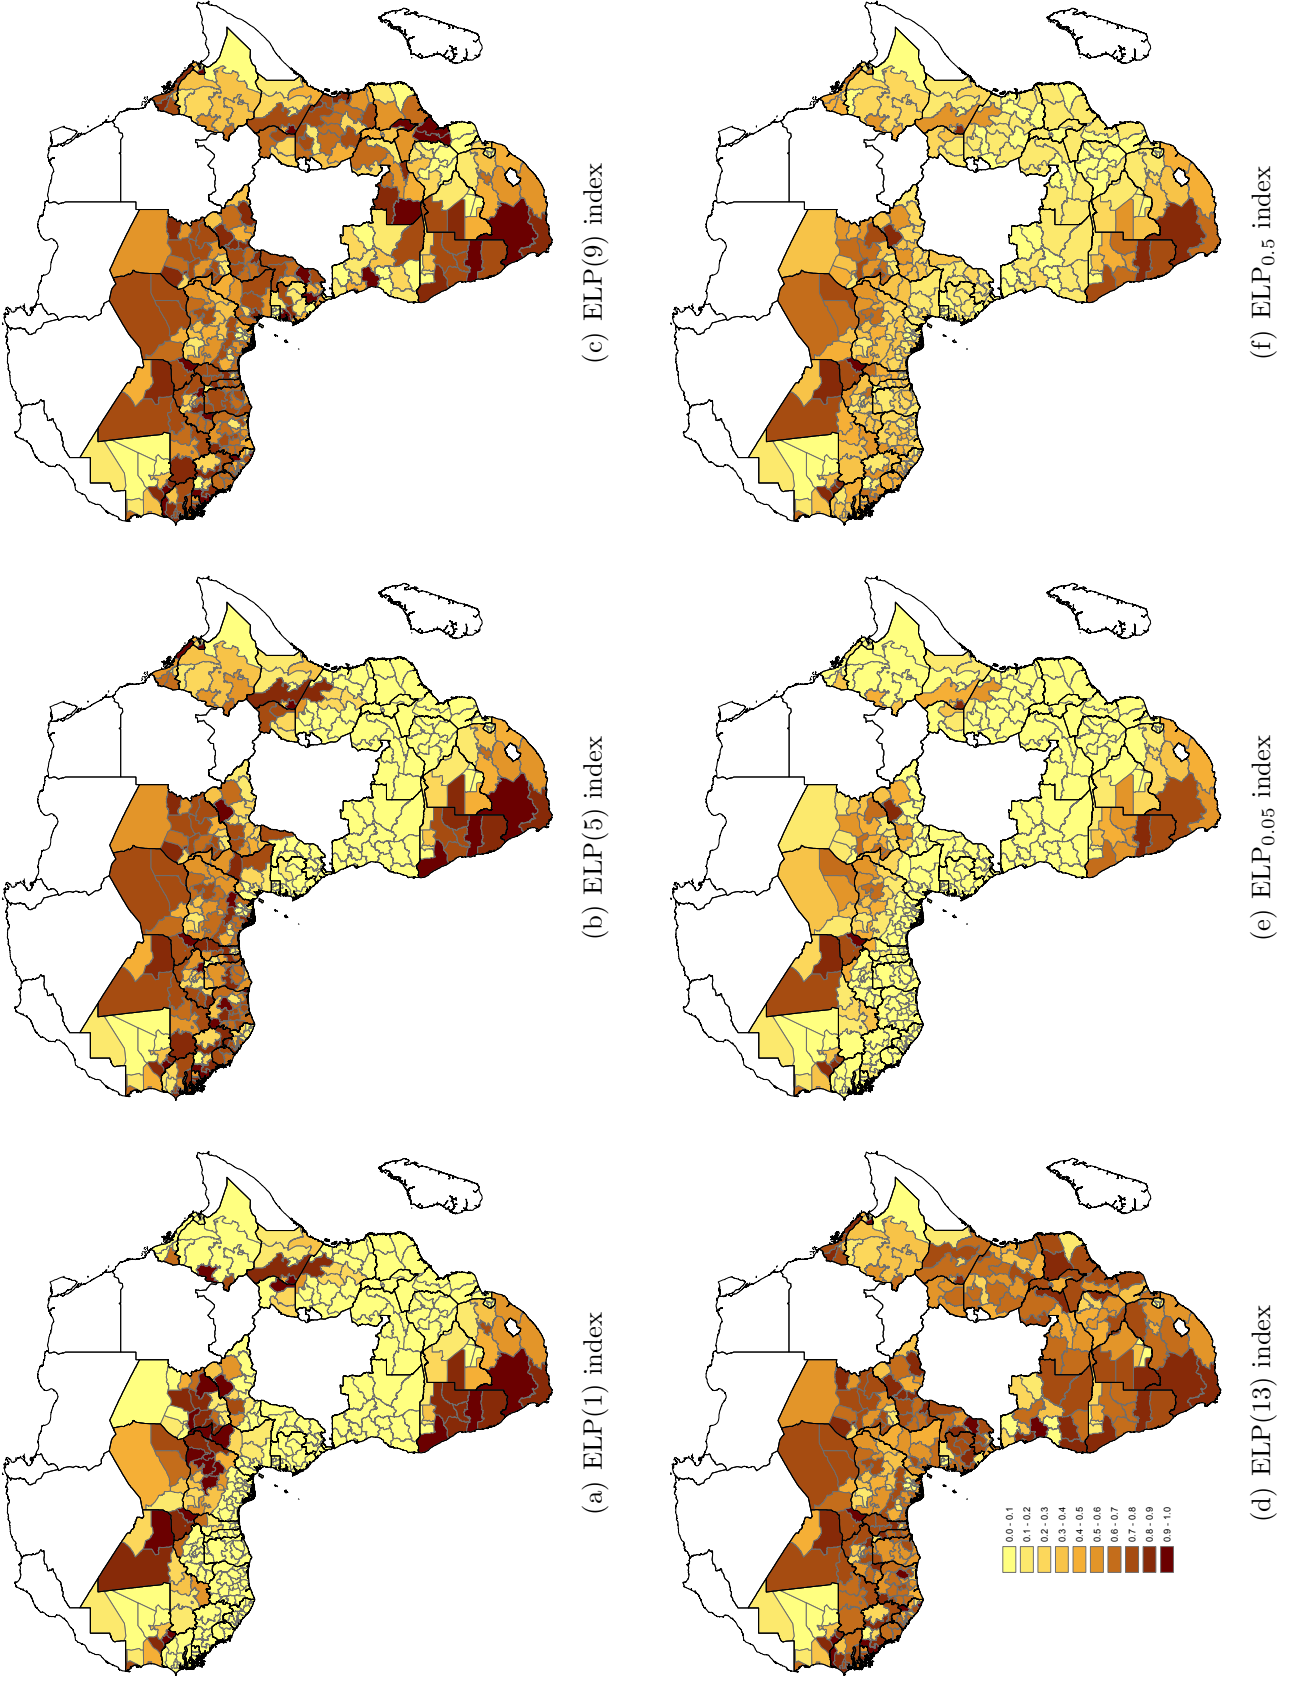 (a) ELP(1) index
(b) ELP(5) index
(c) ELP(9) index
0.0 - 0.1
0.1 - 0.2
0.2 - 0.3
0.3 - 0.4
0.4 - 0.5
0.5 - 0.6
0.6 - 0.7
0.7 - 0.8
0.8 - 0.9
0.9 - 1.0
(d) ELP(13) index
(e) ELP0.05 index
(f) ELP0.5 index